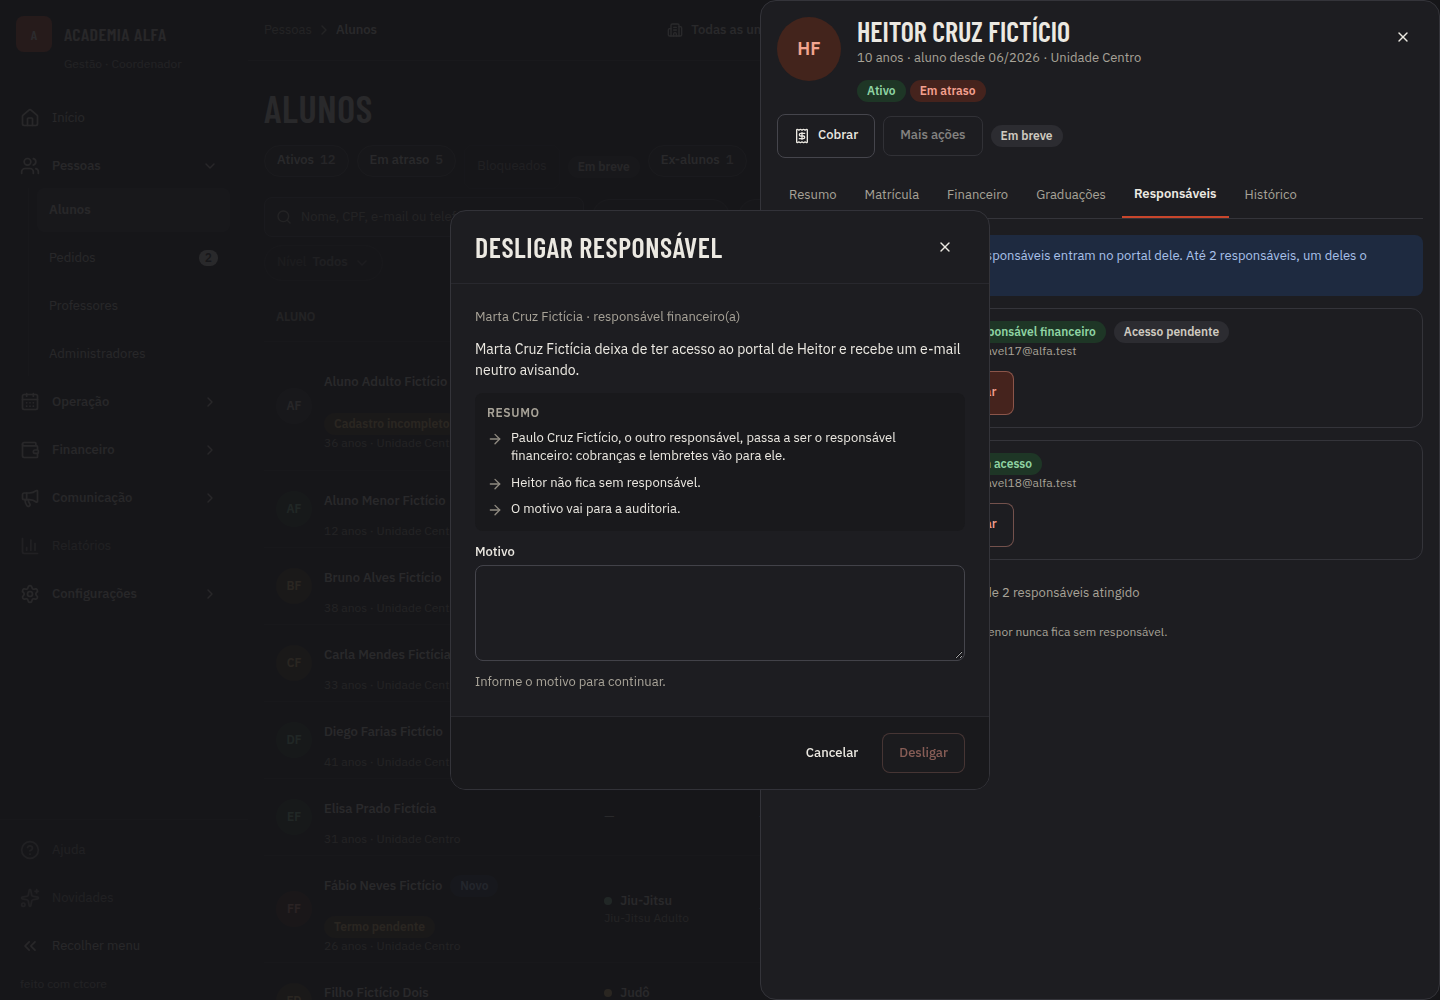 A
ACADEMIA ALFA
Gestão · Coordenador
Início
Pessoas
Alunos
Pedidos
2
Professores
Administradores
Operação
Financeiro
Comunicação
Relatórios
Configurações
Ajuda
Novidades
Recolher menu
feito com cfcore
Pessoas > Alunos
Todas as un
ALUNOS
Ativos 12
Em atraso 5
Bloqueados
Em breve
Ex-alunos 1
Nome, CPF, e-mail ou tele
Nível Todos
ALUNO
AF
Aluno Adulto Fictício
Cadastro incompleto
36 anos · Unidade Cent
AF
Aluno Menor Fictício
12 anos · Unidade Cent
BF
Bruno Alves Fictício
38 anos · Unidade Cent
CF
Carla Mendes Fictícia
33 anos · Unidade Cent
DF
Diego Farias Fictício
41 anos · Unidade Cent
EF
Elisa Prado Fictícia
31 anos · Unidade Centro
—
FF
Fábio Neves Fictício
Novo
Termo pendente
26 anos · Unidade Centro
Jiu-Jitsu
Jiu-Jitsu Adulto
Filho Fictício Dois
Judô
HF
HEITOR CRUZ FICTÍCIO
10 anos · aluno desde 06/2026 · Unidade Centro
Ativo
Em atraso
Cobrar
Mais ações
Em breve
Resumo
Matrícula
Financeiro
Graduações
Responsáveis
Histórico
sponsáveis entram no portal dele. Até 2 responsáveis, um deles o
ponsável financeiro
Acesso pendente
vel17@alfa.test
ar
acesso
vel18@alfa.test
ar
de 2 responsáveis atingido
enor nunca fica sem responsável.
DESLIGAR RESPONSÁVEL
Marta Cruz Fictícia · responsável financeiro(a)
Marta Cruz Fictícia deixa de ter acesso ao portal de Heitor e recebe um e-mail
neutro avisando.
RESUMO
Paulo Cruz Fictício, o outro responsável, passa a ser o responsável
financeiro: cobranças e lembretes vão para ele.
Heitor não fica sem responsável.
O motivo vai para a auditoria.
Motivo
Informe o motivo para continuar.
Cancelar
Desligar